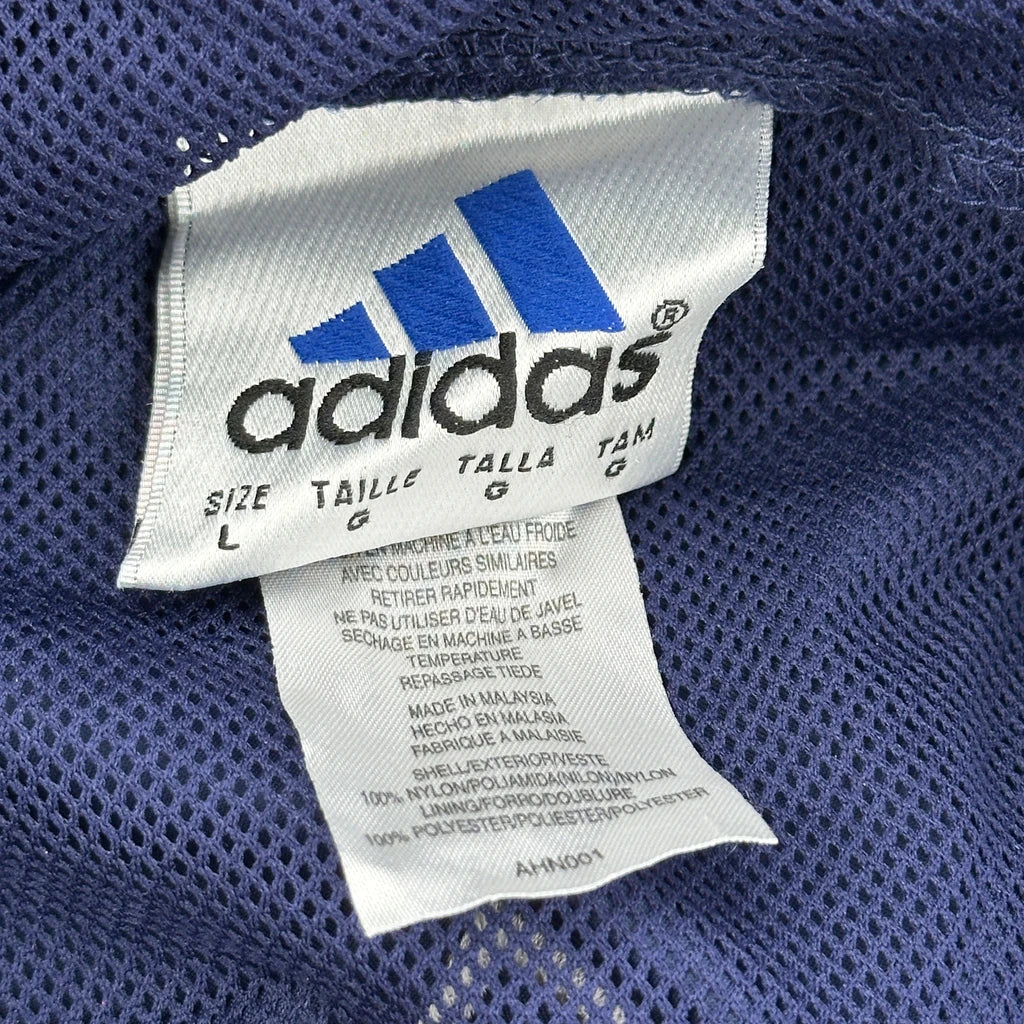 adidas®
SIZE TAILLE TALLA TAM
L G G G
EN MACHINE A L'EAU FROIDE
AVEC COULEURS SIMILAIRES
RETIRER RAPIDEMENT
NE PAS UTILISER D'EAU DE JAVEL
SECHAGE EN MACHINE A BASSE
TEMPERATURE
REPASSAGE TIEDE
MADE IN MALAYSIA
HECHO EN MALASIA
FABRIQUE A MALAISIE
SHELL/EXTERIOR/VESTE
100% NYLON/POLIAMIDA(NILON)/NYLON
LINING/FORRO/DOUBLURE
100% POLYESTER/POLIESTER/POLYESTER
AHN001